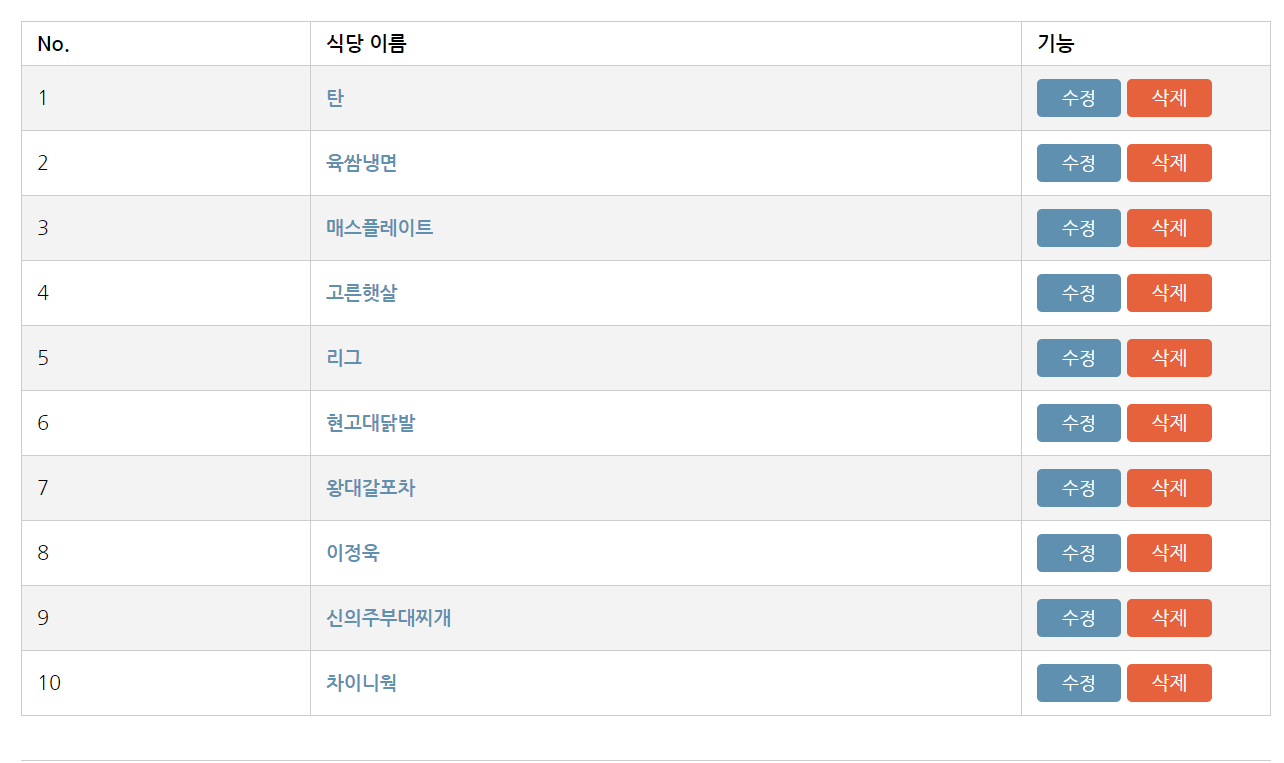 No. 식당 이름 기능
1 탄 수정 삭제
2 육쌈냉면 수정 삭제
3 매스플레이트 수정 삭제
4 고른햇살 수정 삭제
5 리그 수정 삭제
6 현고대닭발 수정 삭제
7 왕대갈포차 수정 삭제
8 이정욱 수정 삭제
9 신의주부대찌개 수정 삭제
10 차이니웍 수정 삭제